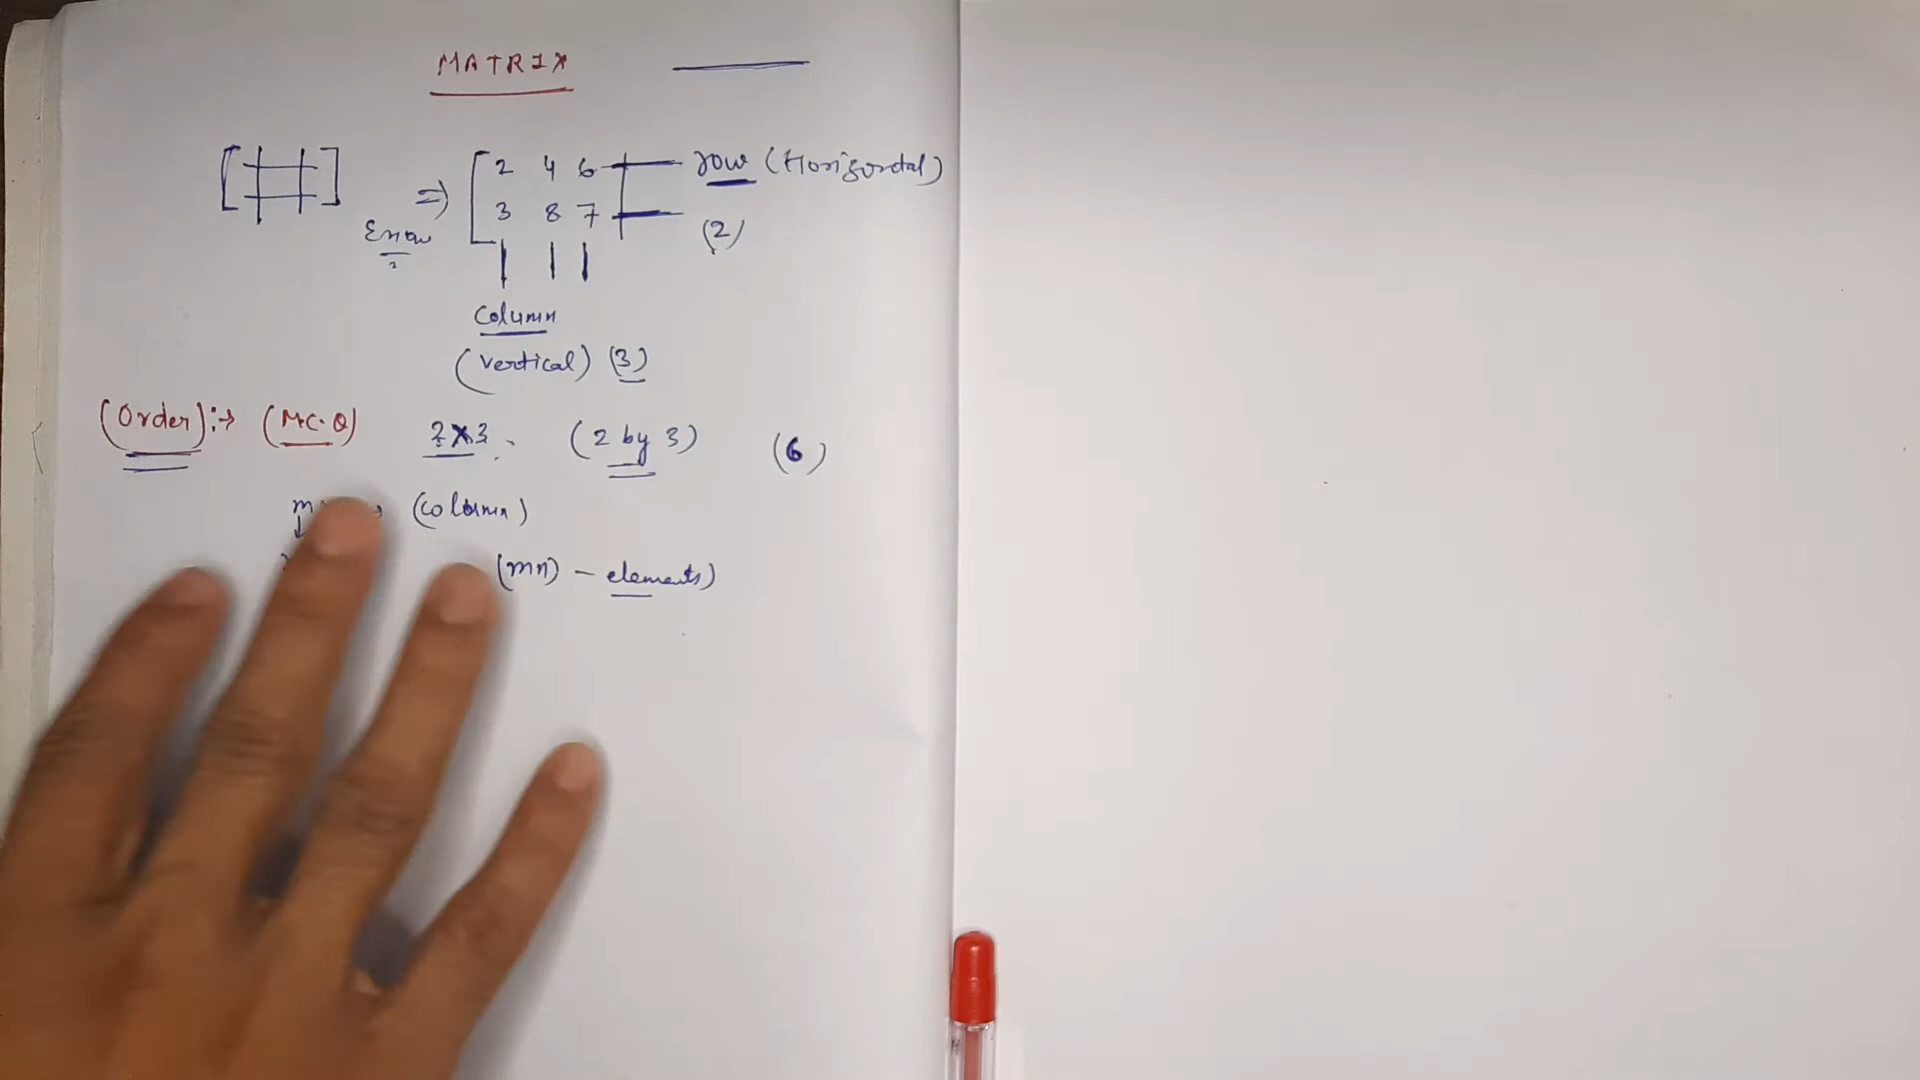 MATRIX
[ ] ⇒ [ 2 4 6 row (Horizontal)
3 8 7 (2)
Column
(Vertical) (3)
(Order):→ (M.C.Q) 2×3. (2 by 3) (6)
m → (Column)
(mn) – elements)